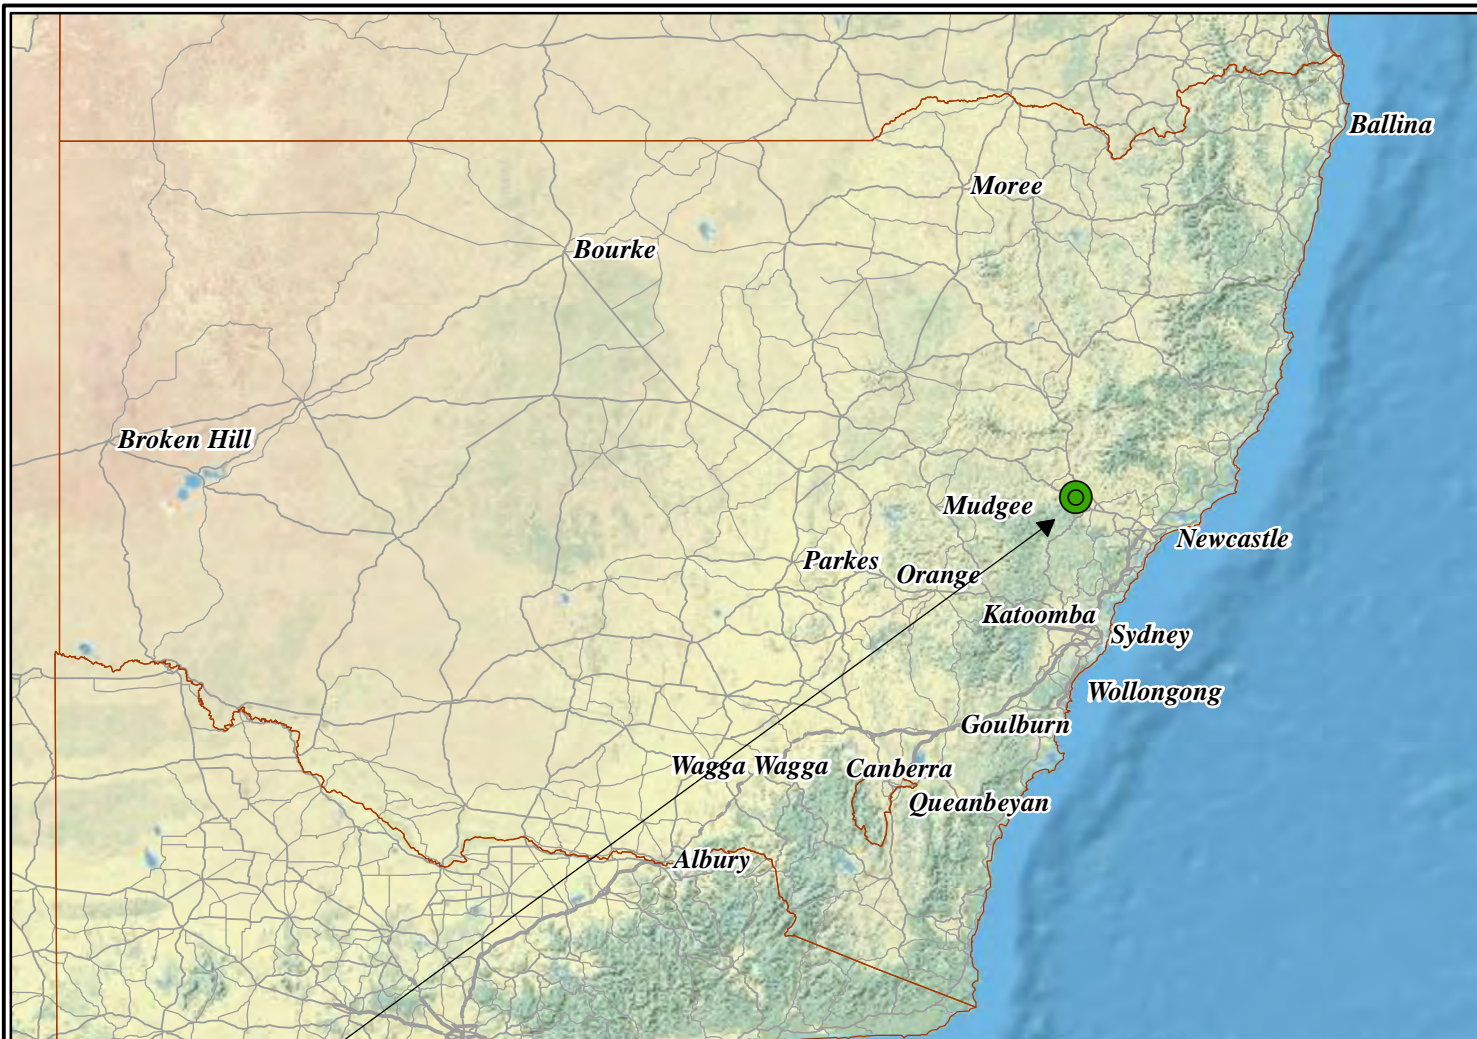 Ballina
Moree
Bourke
Broken Hill
Mudgee
Newcastle
Parkes
Orange
Katoomba
Sydney
Wollongong
Goulburn
Wagga Wagga
Canberra
Queanbeyan
Albury